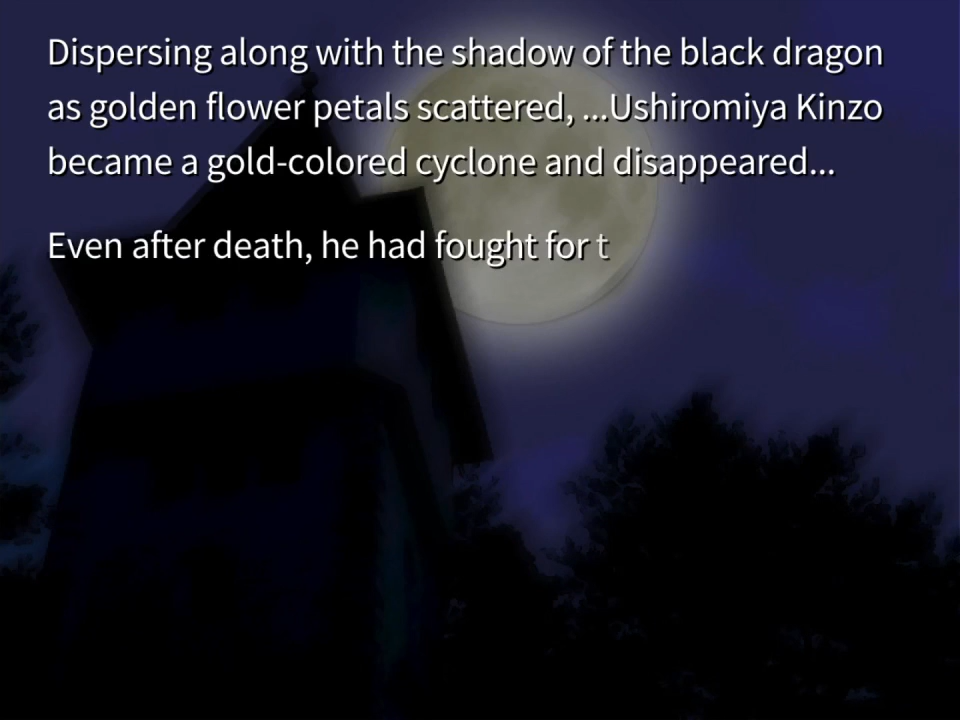 Dispersing along with the shadow of the black dragon
as golden flower petals scattered, ...Ushiromiya Kinzo
became a gold-colored cyclone and disappeared...
Even after death, he had fought for t